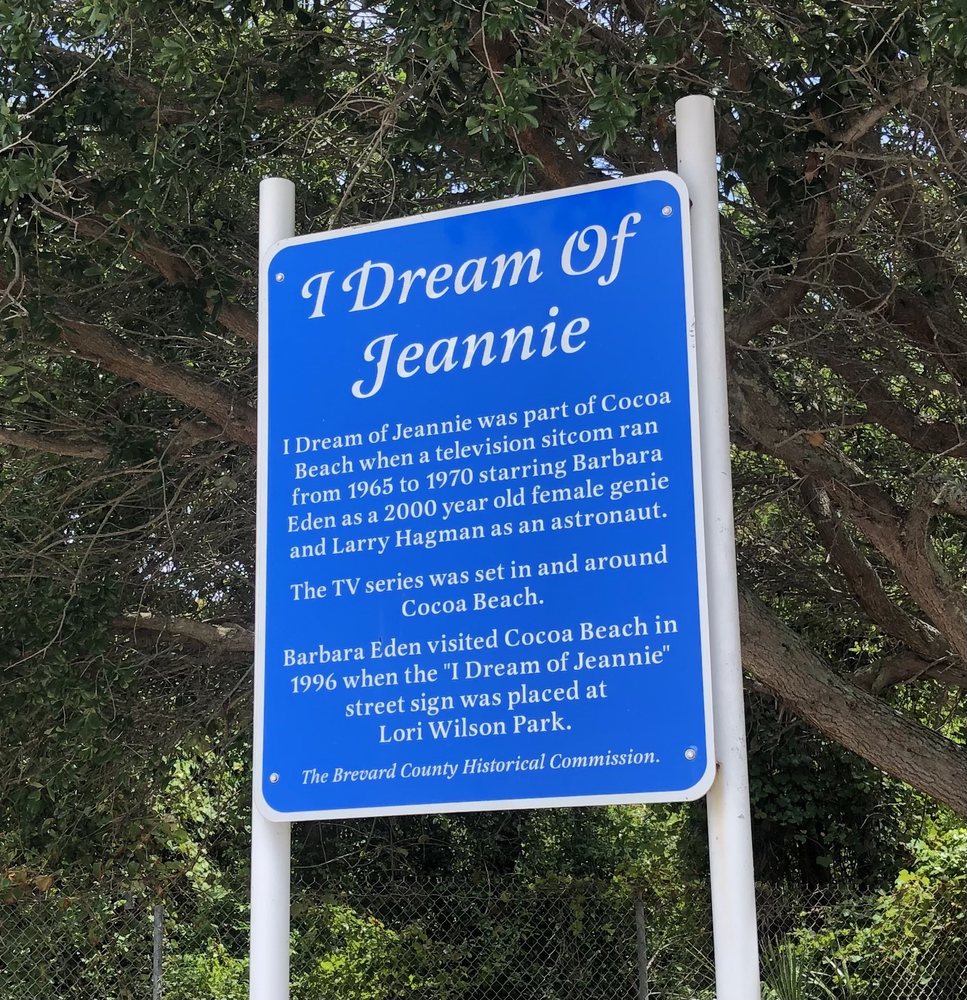 I Dream Of
Jeannie
I Dream of Jeannie was part of Cocoa
Beach when a television sitcom ran
from 1965 to 1970 starring Barbara
Eden as a 2000 year old female genie
and Larry Hagman as an astronaut.
The TV series was set in and around
Cocoa Beach.
Barbara Eden visited Cocoa Beach in
1996 when the "I Dream of Jeannie"
street sign was placed at
Lori Wilson Park.
The Brevard County Historical Commission.